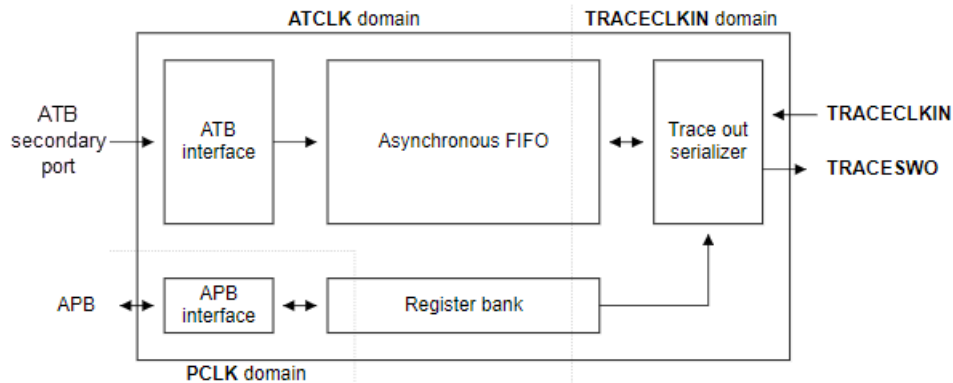 ATCLK domain
TRACECLKIN domain
ATB
secondary
port
ATB
interface
Asynchronous FIFO
Trace out
serializer
TRACECLKIN
TRACESWO
APB
APB
interface
Register bank
PCLK domain